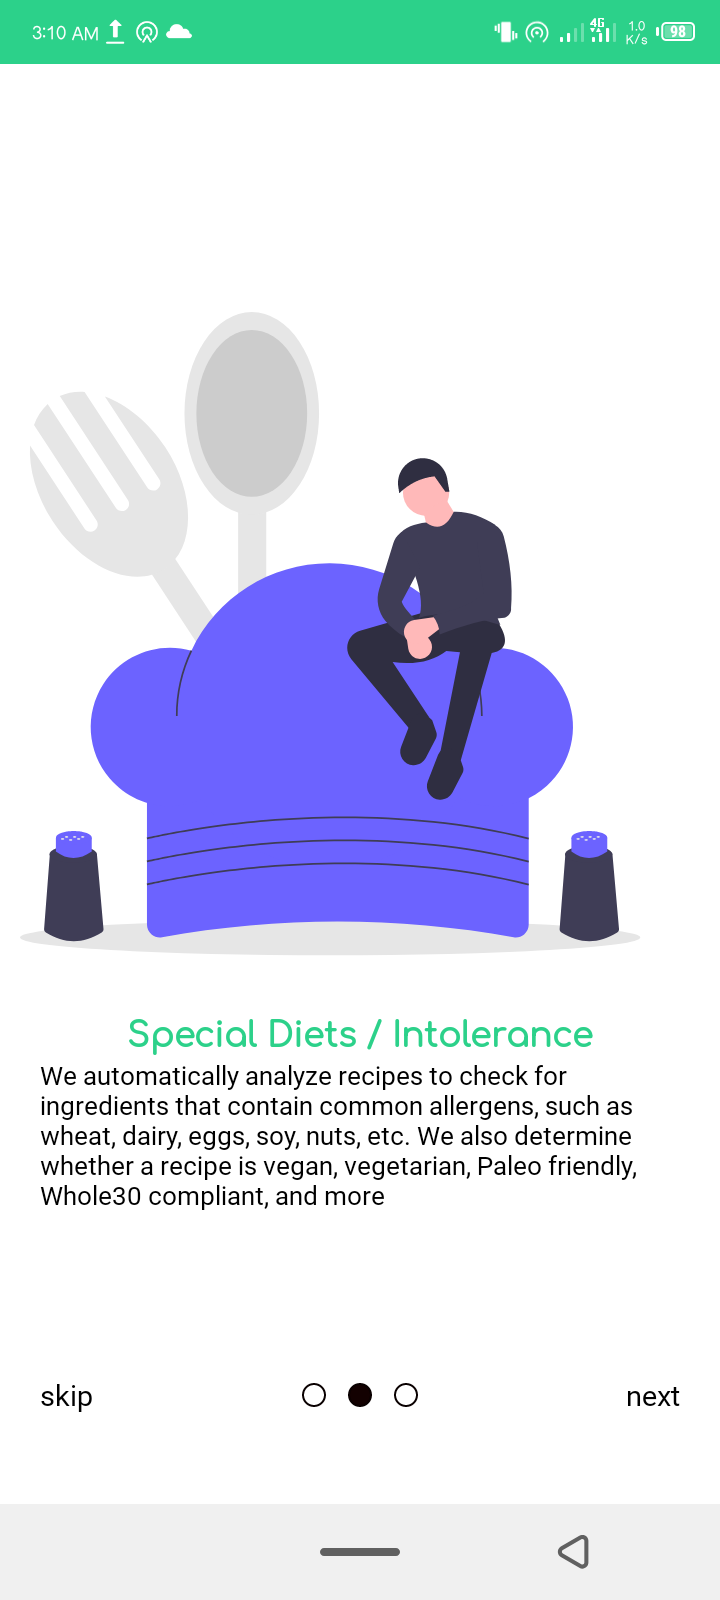 3:10 AM
4G
1.0
K/s
98
Special Diets / Intolerance
We automatically analyze recipes to check for
ingredients that contain common allergens, such as
wheat, dairy, eggs, soy, nuts, etc. We also determine
whether a recipe is vegan, vegetarian, Paleo friendly,
Whole30 compliant, and more
skip
next